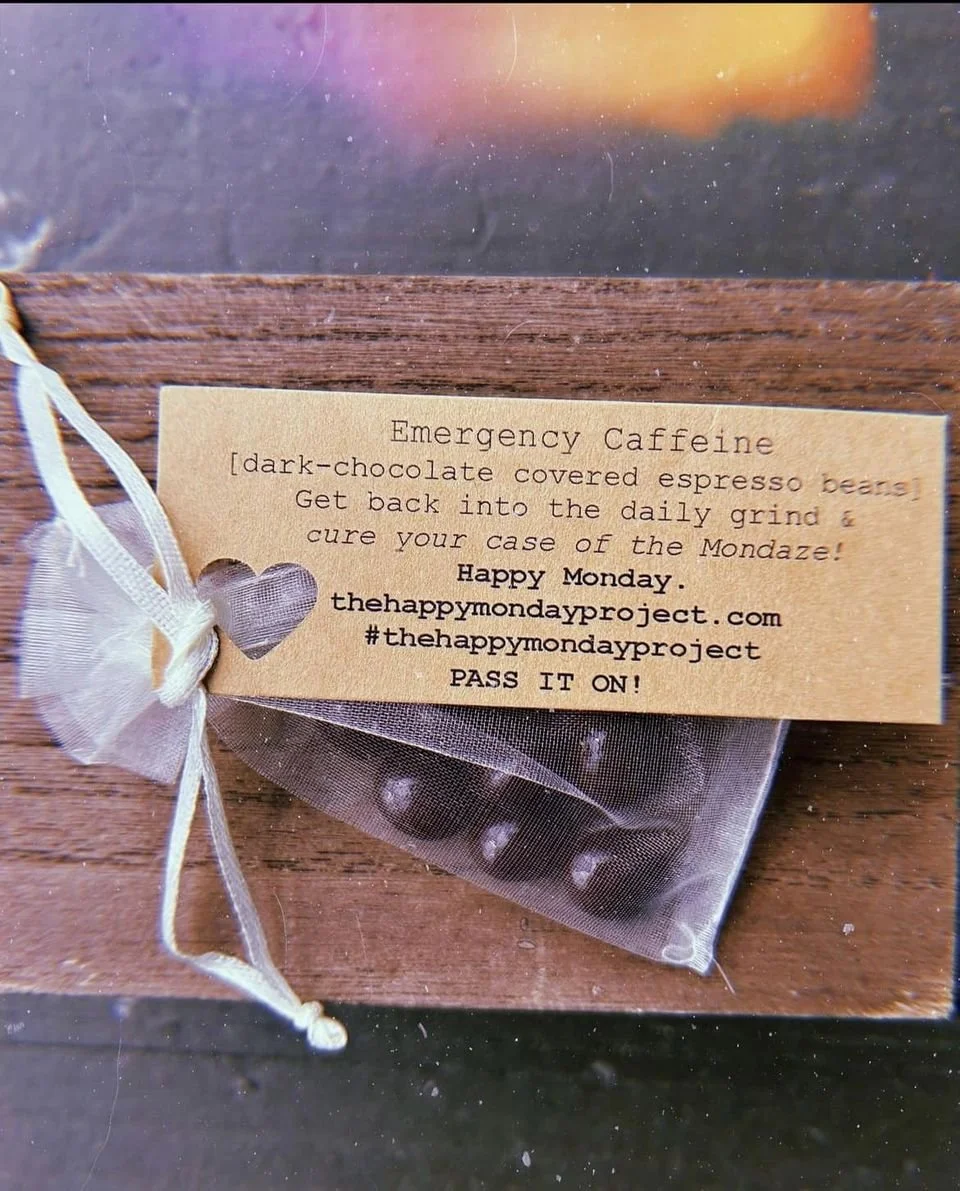 Emergency Caffeine
[dark-chocolate covered espresso beans]
Get back into the daily grind &
cure your case of the Mondaze!
Happy Monday.
thehappymondayproject.com
#thehappymondayproject
PASS IT ON!